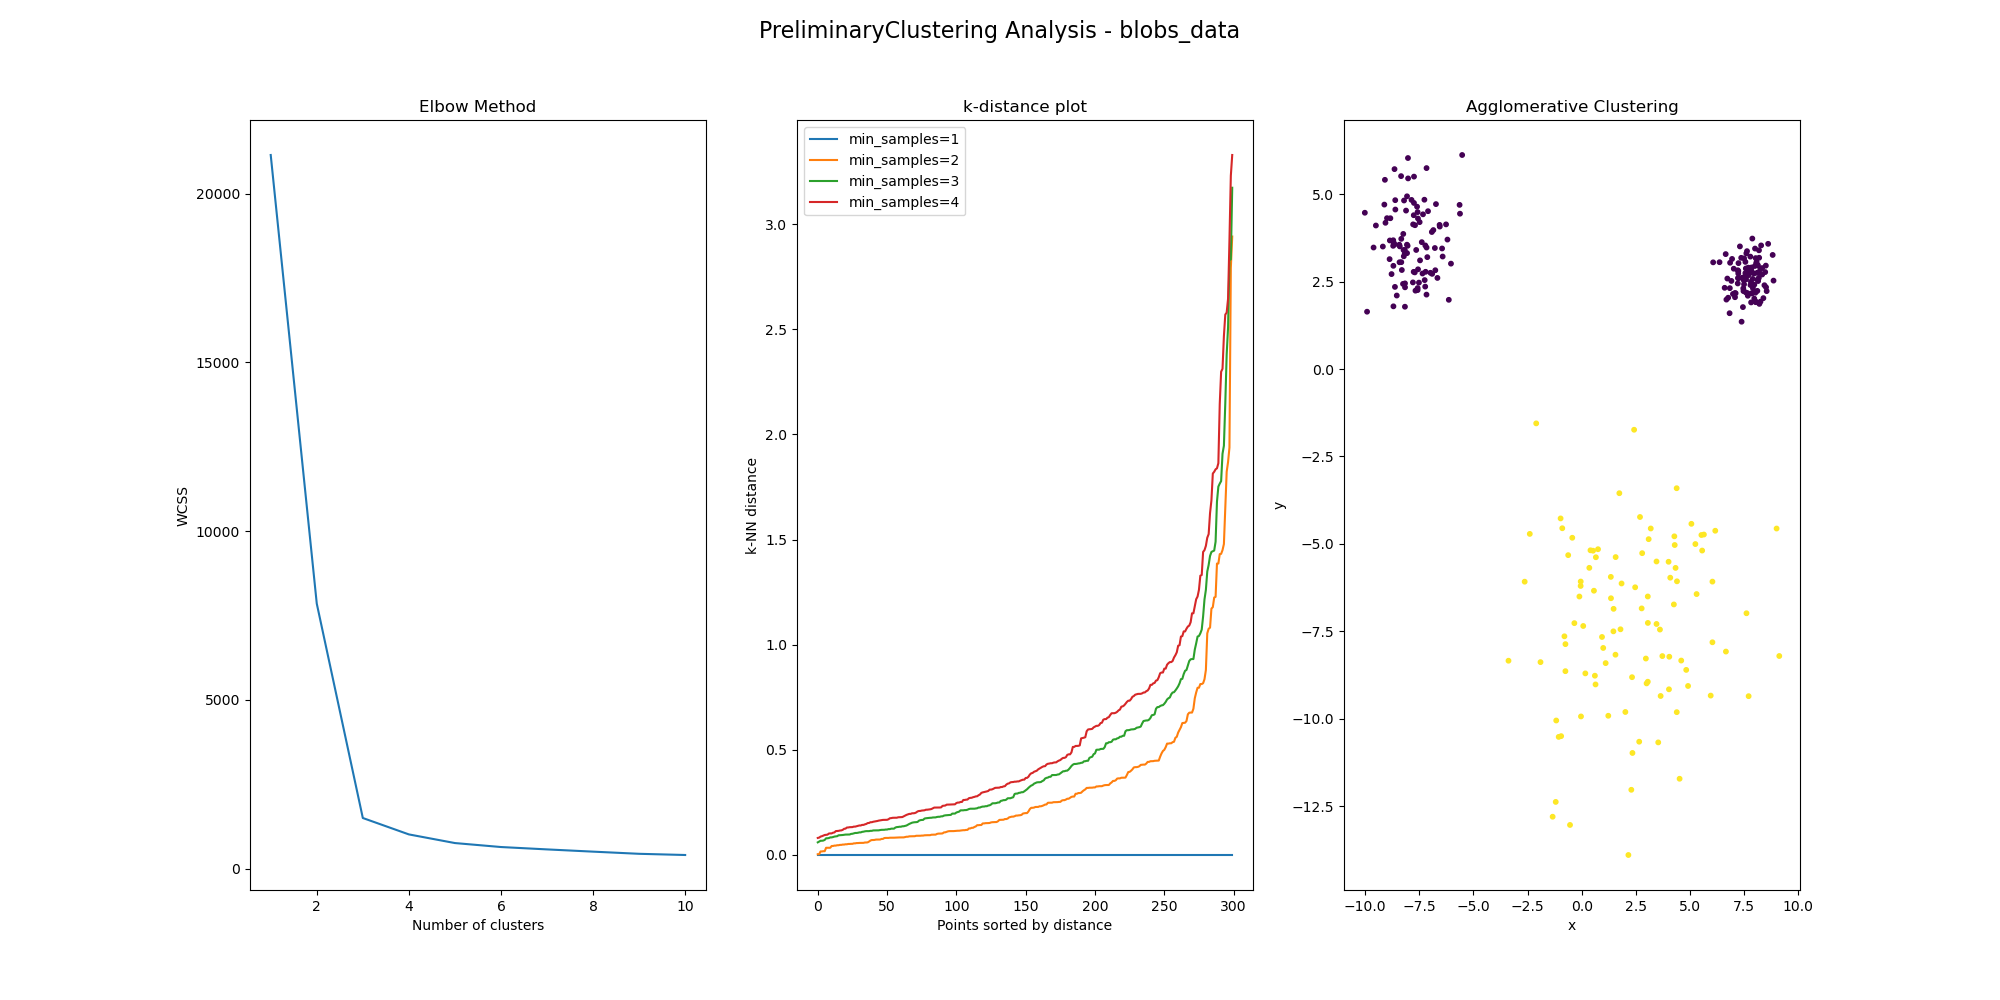 PreliminaryClustering Analysis - blobs_data
Elbow Method
20000
15000
10000
5000
0
WCSS
2 4 6 8 10
Number of clusters
k-distance plot
min_samples=1
min_samples=2
min_samples=3
min_samples=4
3.0
2.5
2.0
1.5
1.0
0.5
0.0
k-NN distance
0 50 100 150 200 250 300
Points sorted by distance
Agglomerative Clustering
5.0
2.5
0.0
−2.5
−5.0
−7.5
−10.0
−12.5
y
−10.0 −7.5 −5.0 −2.5 0.0 2.5 5.0 7.5 10.0
x